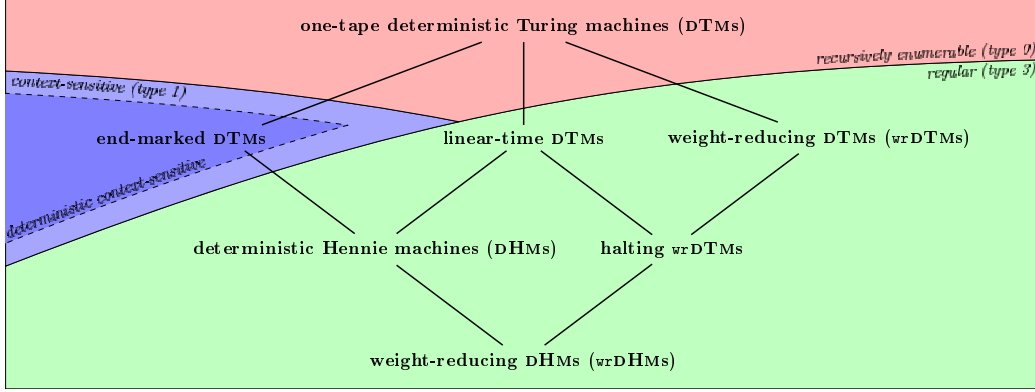 one-tape deterministic Turing machines (DTMs)
recursively enumerable (type 0)
regular (type 3)
context-sensitive (type 1)
end-marked DTMs
linear-time DTMs
weight-reducing DTMs (wrDTMs)
deterministic context-sensitive
deterministic Hennie machines (DHMs)
halting wrDTMs
weight-reducing DHMs (wrDHMs)